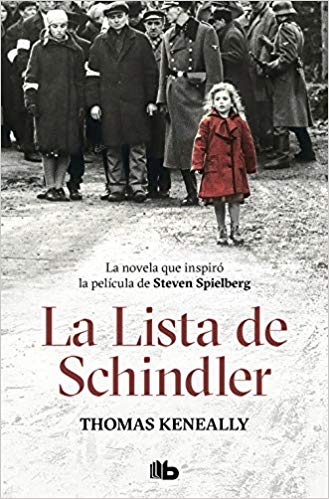 La novela que inspiró
la película de Steven Spielberg
La Lista de
Schindler
THOMAS KENEALLY
b